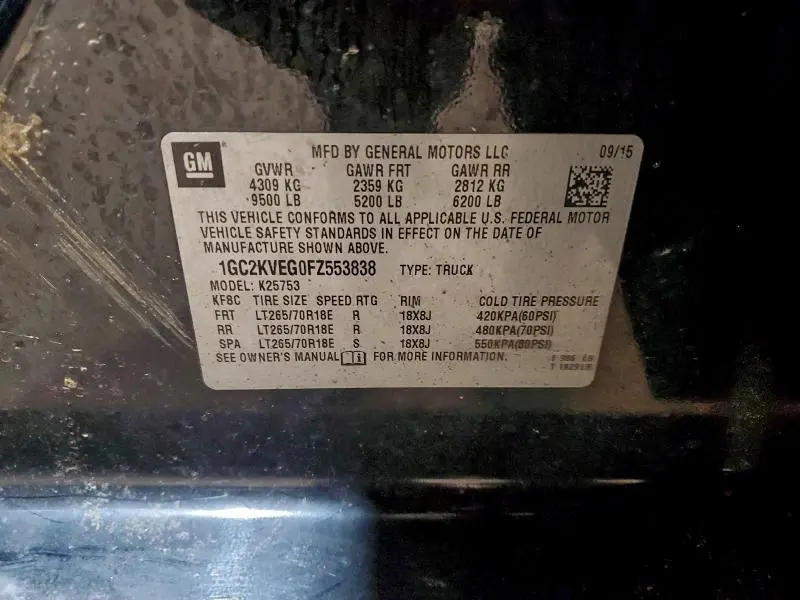 GM
MFD BY GENERAL MOTORS LLC 09/15
GVWR GAWR FRT GAWR RR
4309 KG 2359 KG 2812 KG
9500 LB 5200 LB 6200 LB
THIS VEHICLE CONFORMS TO ALL APPLICABLE U.S. FEDERAL MOTOR
VEHICLE SAFETY STANDARDS IN EFFECT ON THE DATE OF
MANUFACTURE SHOWN ABOVE.
1GC2KVEG0FZ553838 TYPE: TRUCK
MODEL: K25753
KF8C TIRE SIZE SPEED RTG RIM COLD TIRE PRESSURE
FRT LT265/70R18E R 18X8J 420KPA(60PSI)
RR LT265/70R18E R 18X8J 480KPA(70PSI)
SPA LT265/70R18E S 18X8J 550KPA(80PSI)
SEE OWNER'S MANUAL FOR MORE INFORMATION.